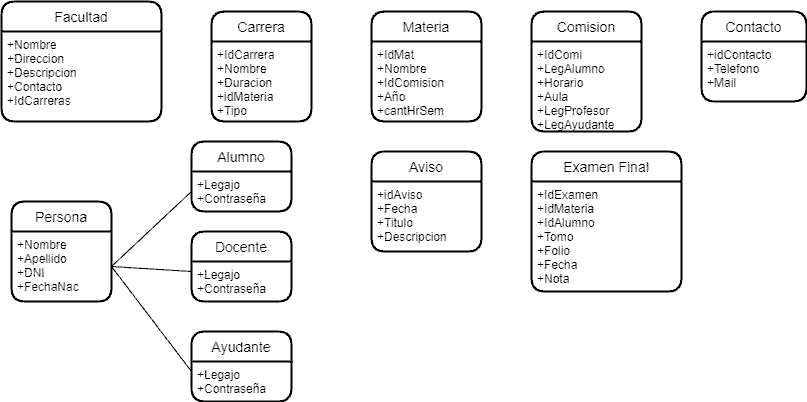 Facultad
+Nombre
+Direccion
+Descripcion
+Contacto
+IdCarreras
Carrera
+IdCarrera
+Nombre
+Duracion
+idMateria
+Tipo
Materia
+IdMat
+Nombre
+IdComision
+Año
+cantHrSem
Comision
+IdComi
+LegAlumno
+Horario
+Aula
+LegProfesor
+LegAyudante
Contacto
+idContacto
+Telefono
+Mail
Alumno
+Legajo
+Contraseña
Aviso
+idAviso
+Fecha
+Titulo
+Descripcion
Examen Final
+IdExamen
+IdMateria
+IdAlumno
+Tomo
+Folio
+Fecha
+Nota
Persona
+Nombre
+Apellido
+DNI
+FechaNac
Docente
+Legajo
+Contraseña
Ayudante
+Legajo
+Contraseña